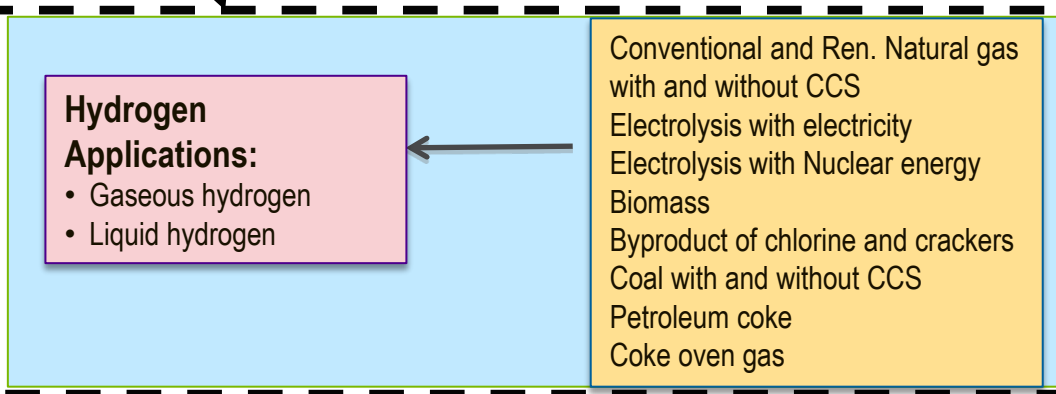 Hydrogen
Applications:
• Gaseous hydrogen
• Liquid hydrogen
Conventional and Ren. Natural gas
with and without CCS
Electrolysis with electricity
Electrolysis with Nuclear energy
Biomass
Byproduct of chlorine and crackers
Coal with and without CCS
Petroleum coke
Coke oven gas